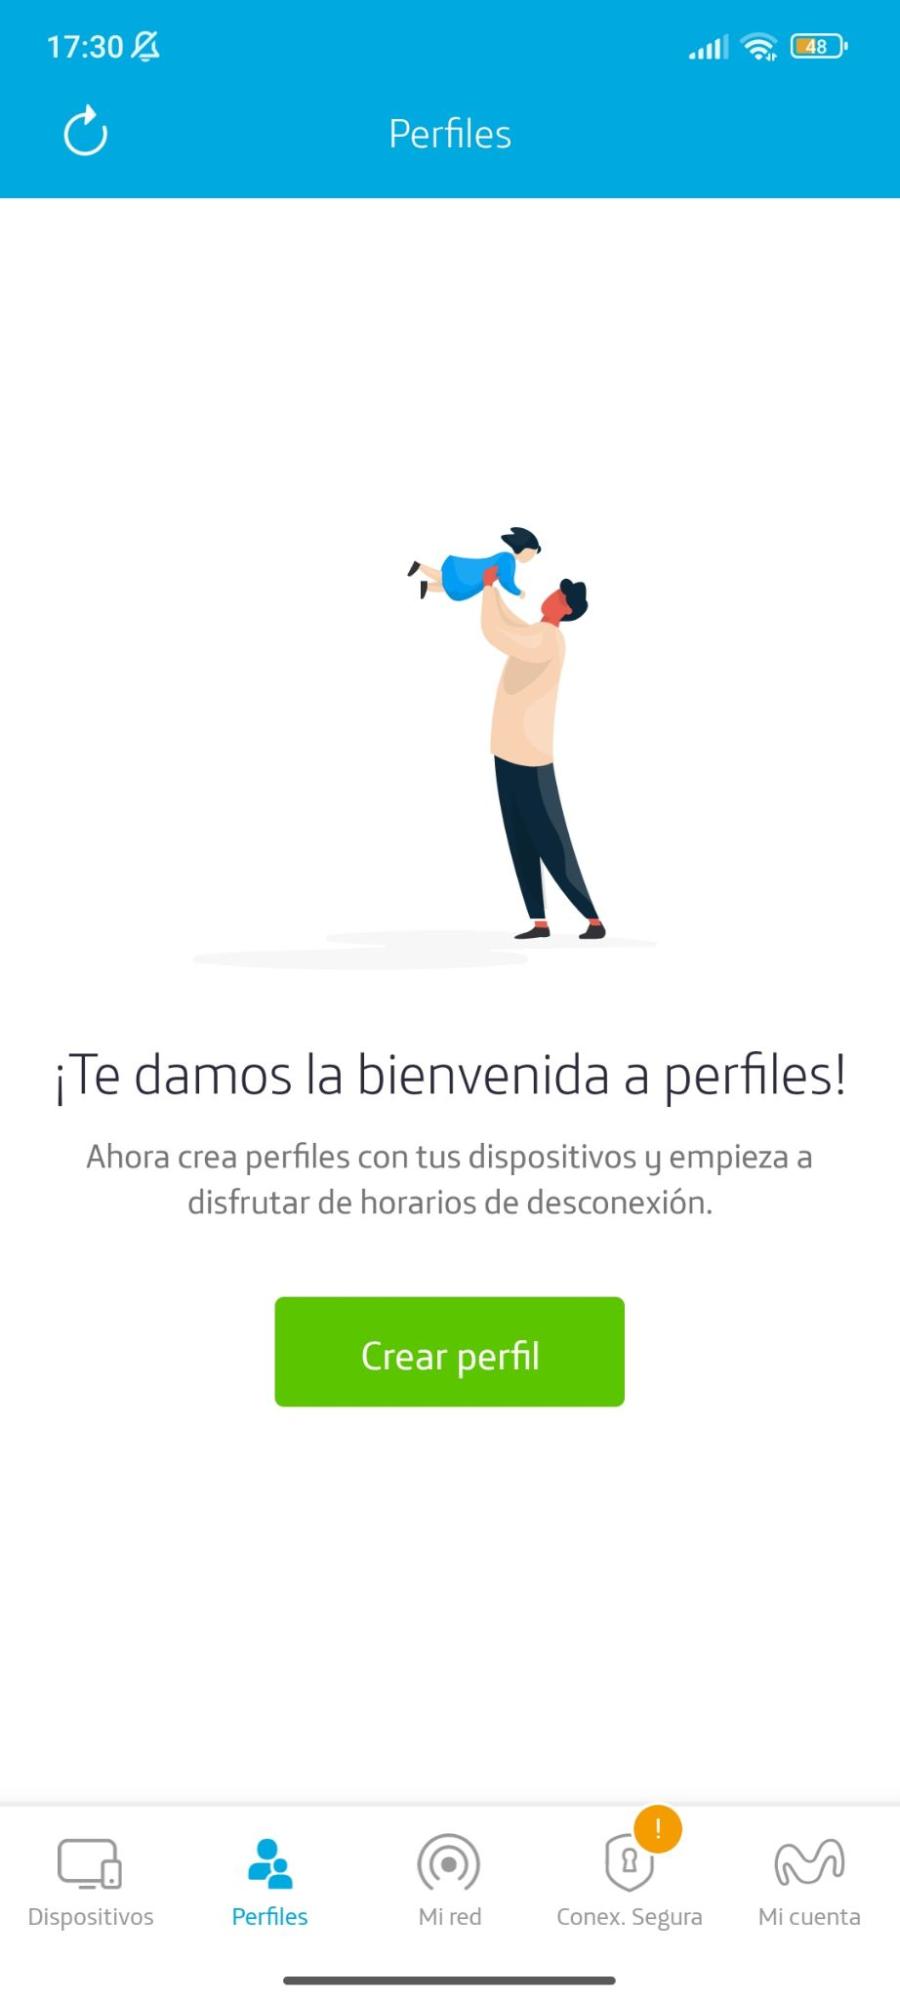 17:30
48
Perfiles
¡Te damos la bienvenida a perfiles!
Ahora crea perfiles con tus dispositivos y empieza a
disfrutar de horarios de desconexión.
Crear perfil
!
Dispositivos
Perfiles
Mi red
Conex. Segura
Mi cuenta